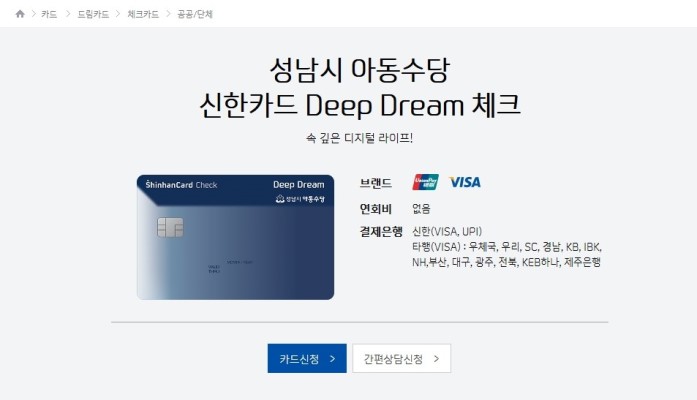 카드 > 드림카드 > 체크카드 > 공공/단체
성남시 아동수당
신한카드 Deep Dream 체크
속 깊은 디지털 라이프!
ShinhanCard Check
Deep Dream
성남시 아동수당
브랜드 UnionPay VISA
연회비 없음
결제은행 신한(VISA, UPI)
타행(VISA) : 우체국, 우리, SC, 경남, KB, IBK,
NH,부산, 대구, 광주, 전북, KEB하나, 제주은행
카드신청 >
간편상담신청 >